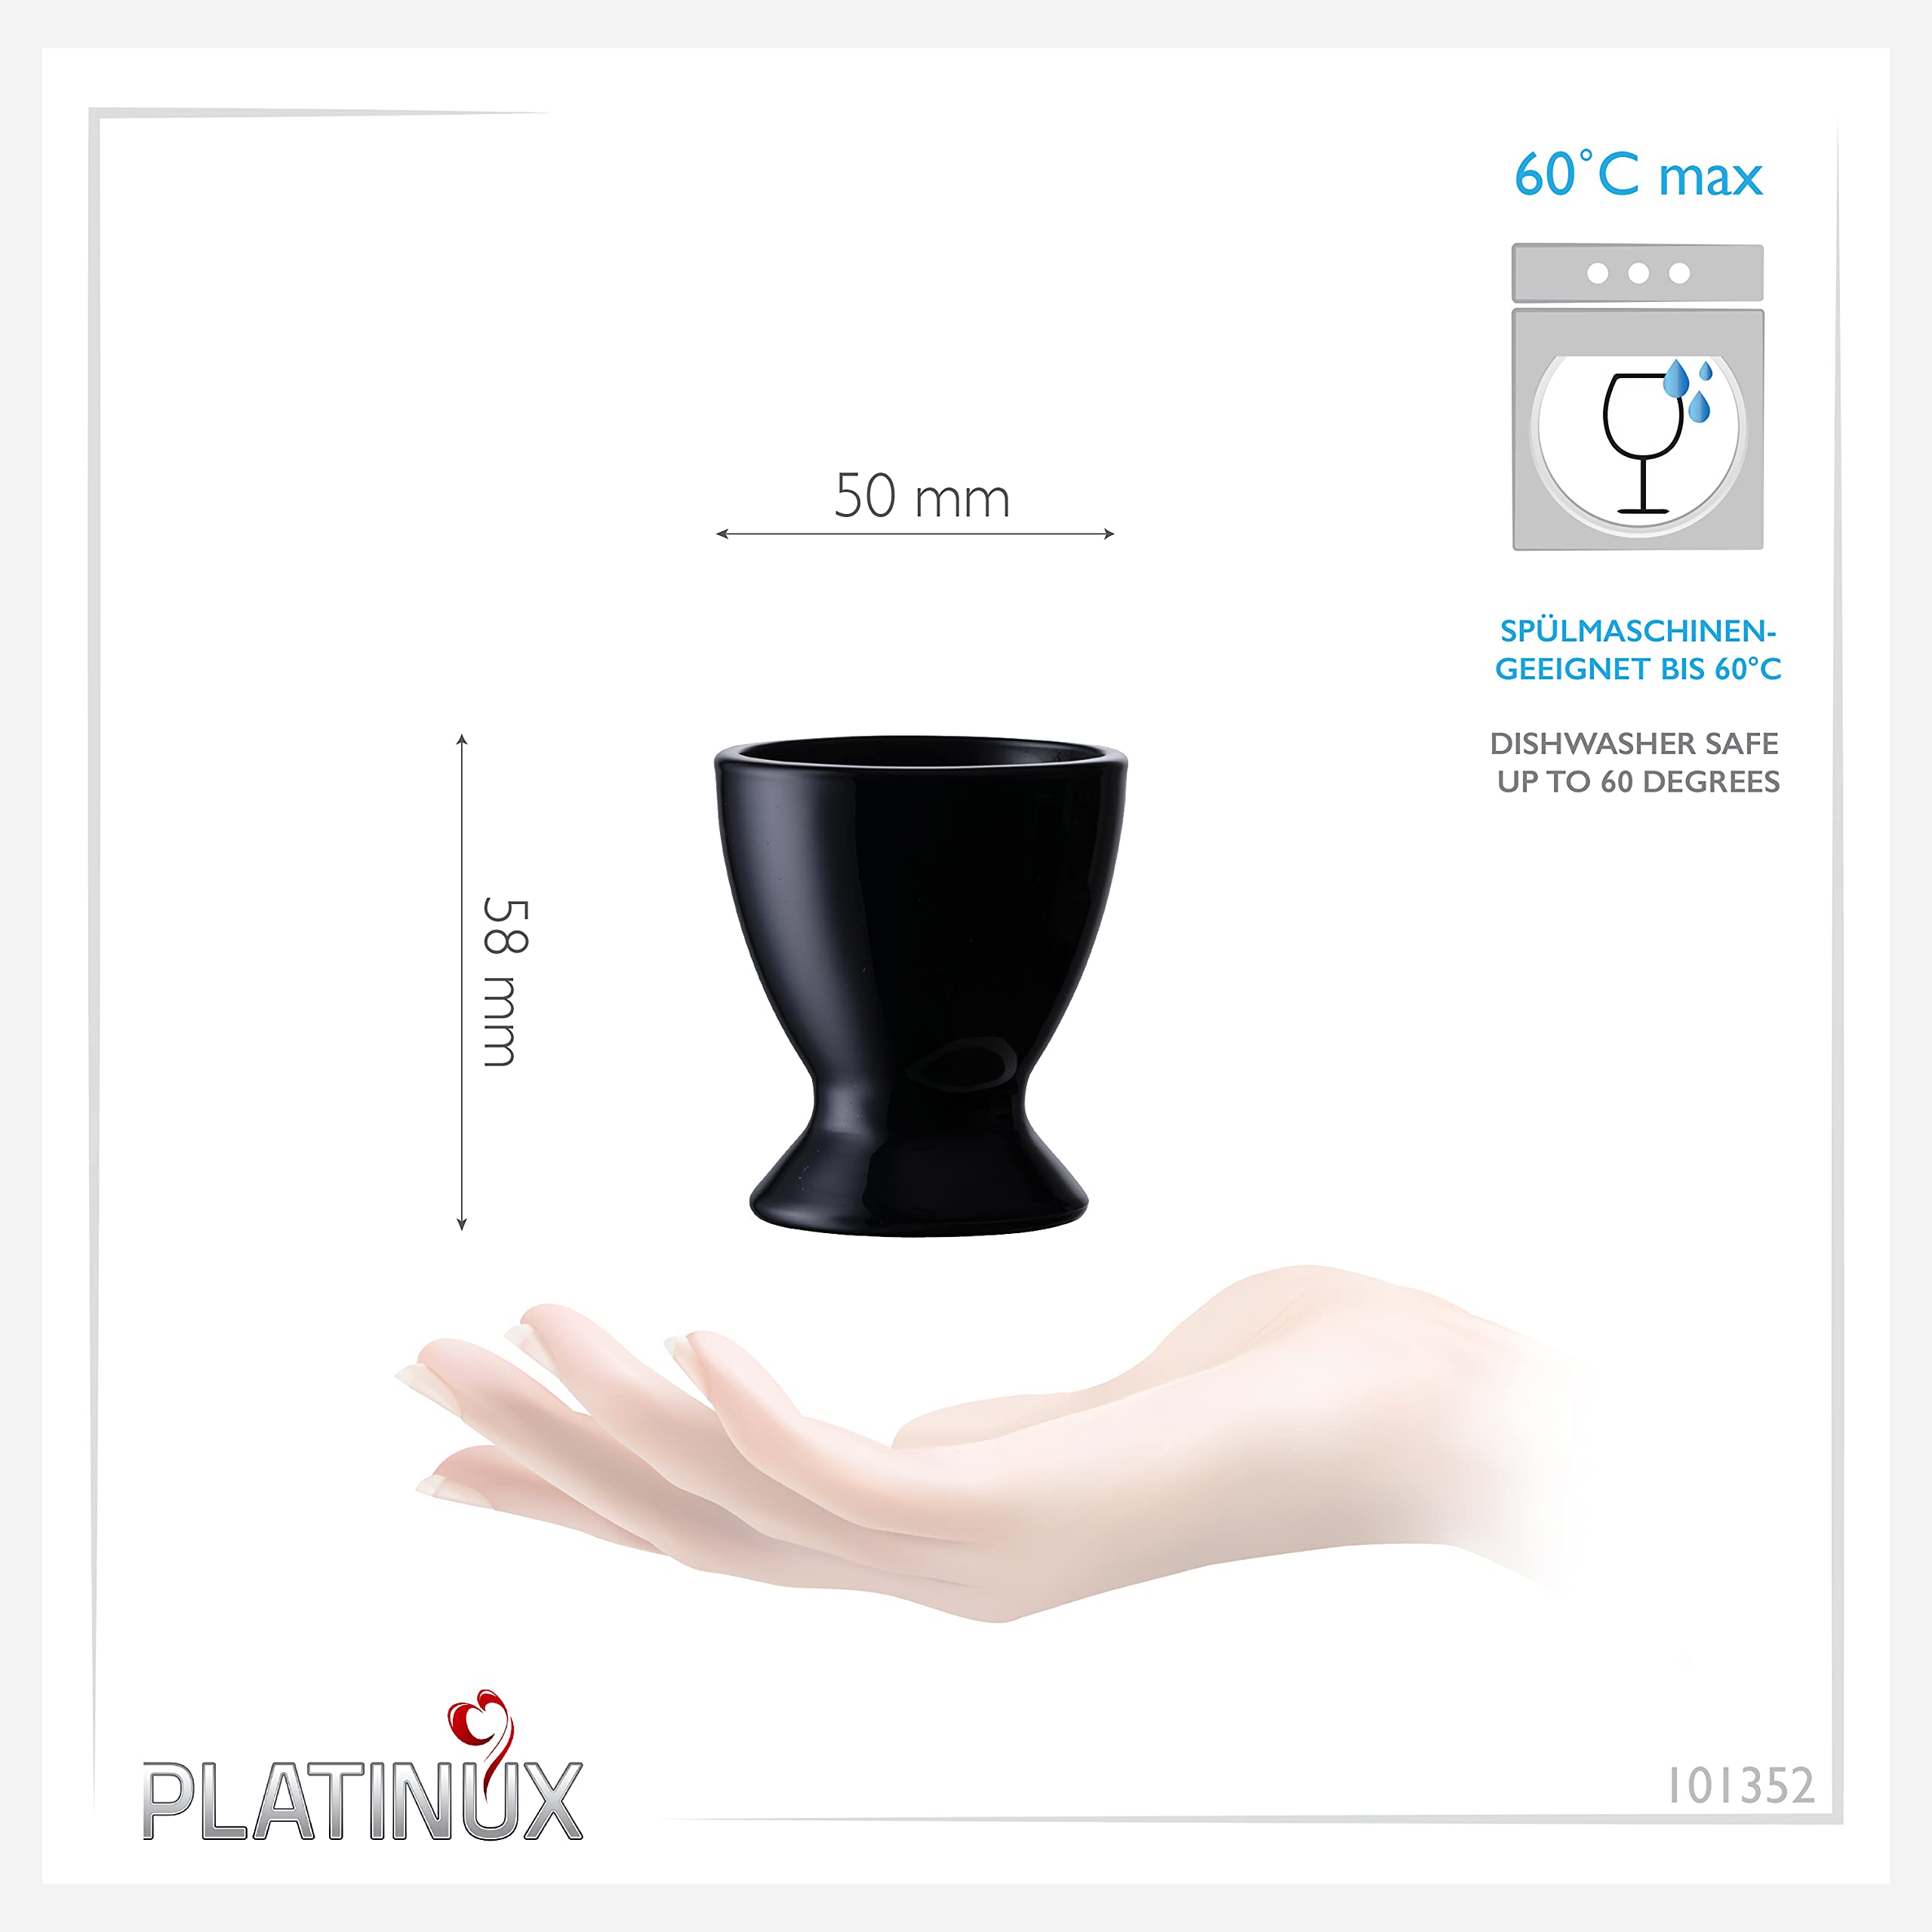 60°C max
50 mm
SPÜLMASCHINEN-
GEEIGNET BIS 60°C
DISHWASHER SAFE
UP TO 60 DEGREES
58 mm
PLATINUX
101352